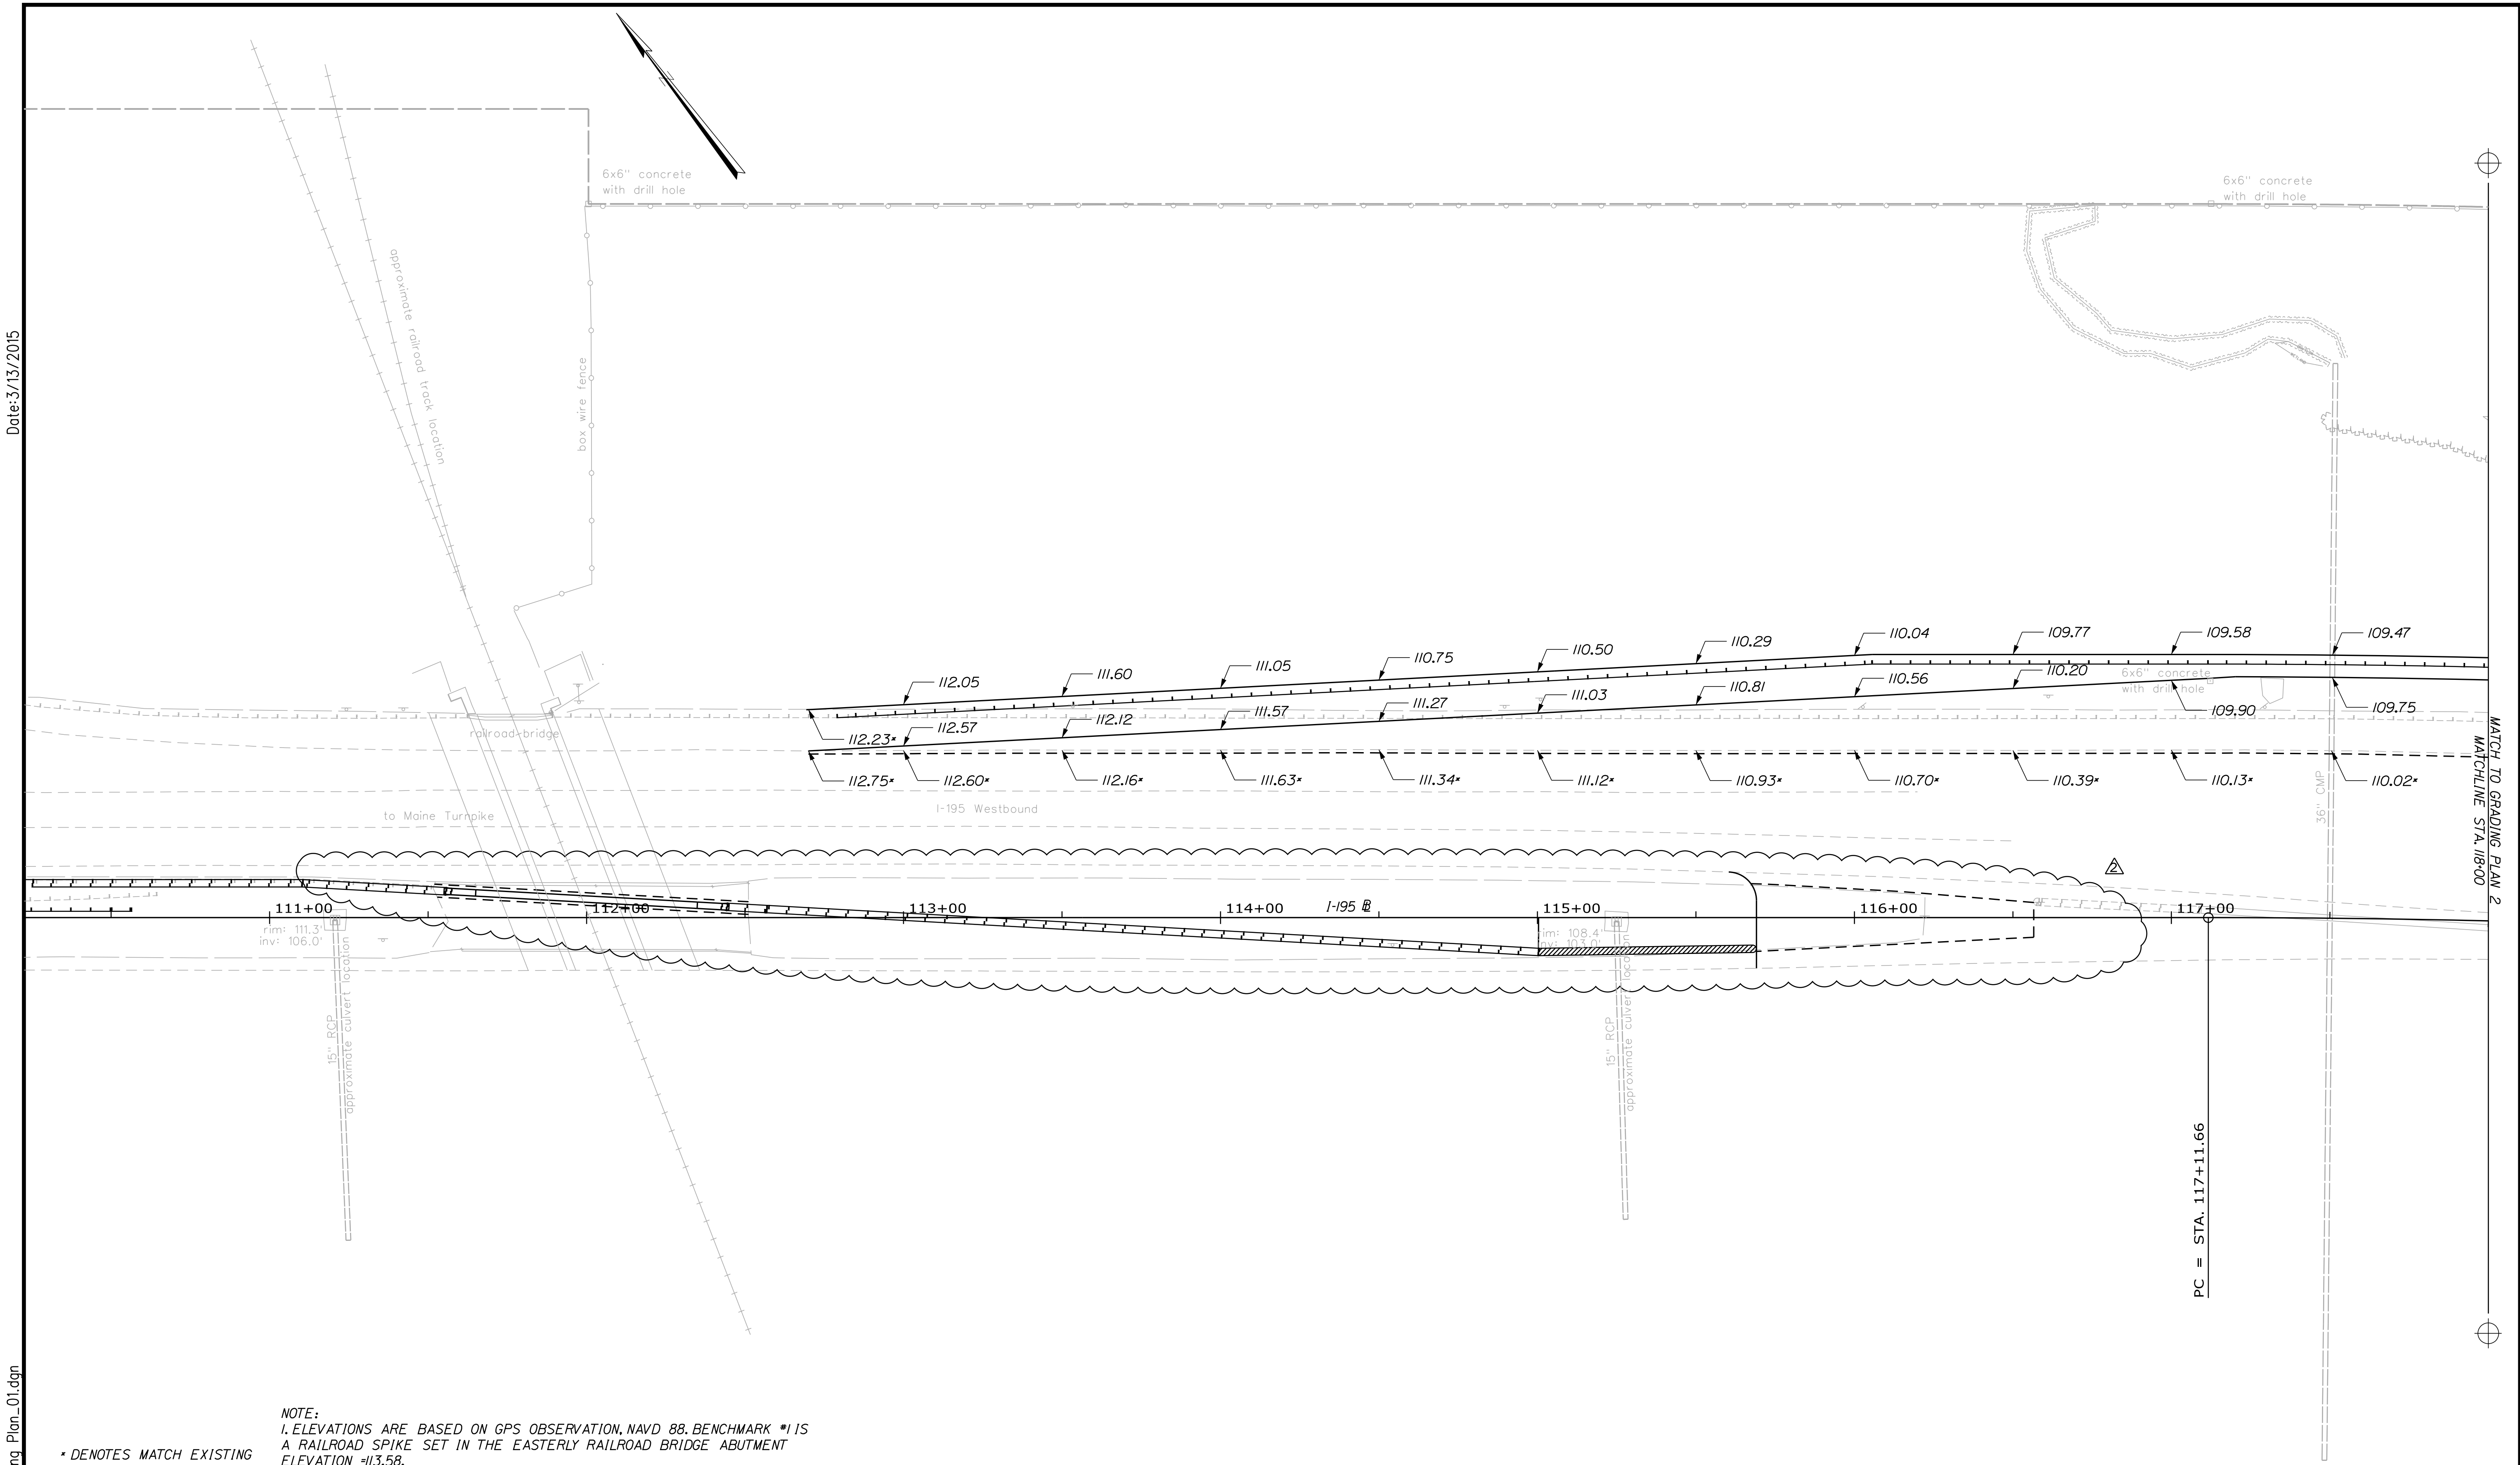 Date:3/13/2015
6x6" concrete
with drill hole
6x6" concrete
with drill hole
approximate railroad track location
box wire fence
112.05
111.60
111.05
110.75
110.50
110.29
110.04
109.77
109.58
109.47
112.23*
112.57
112.12
111.57
111.27
111.03
110.81
110.56
110.20
6x6" concrete
with drill hole
109.90
109.75
railroad bridge
112.75*
112.60*
112.16*
111.63*
111.34*
111.12*
110.93*
110.70*
110.39*
110.13*
110.02*
to Maine Turnpike
I-195 Westbound
36" CMP
MATCH TO GRADING PLAN 2
MATCHLINE STA. 118+00
2
111+00
112+00
113+00
114+00
I-195 BL
115+00
116+00
117+00
rim: 111.3'
inv: 106.0'
rim: 108.4'
inv: 103.0'
15" RCP
approximate culvert location
15" RCP
approximate culvert location
PC = STA. 117+11.66
NOTE:
1. ELEVATIONS ARE BASED ON GPS OBSERVATION, NAVD 88. BENCHMARK #1 IS
A RAILROAD SPIKE SET IN THE EASTERLY RAILROAD BRIDGE ABUTMENT
ELEVATION =113.58.
* DENOTES MATCH EXISTING
Plan_01.dgn